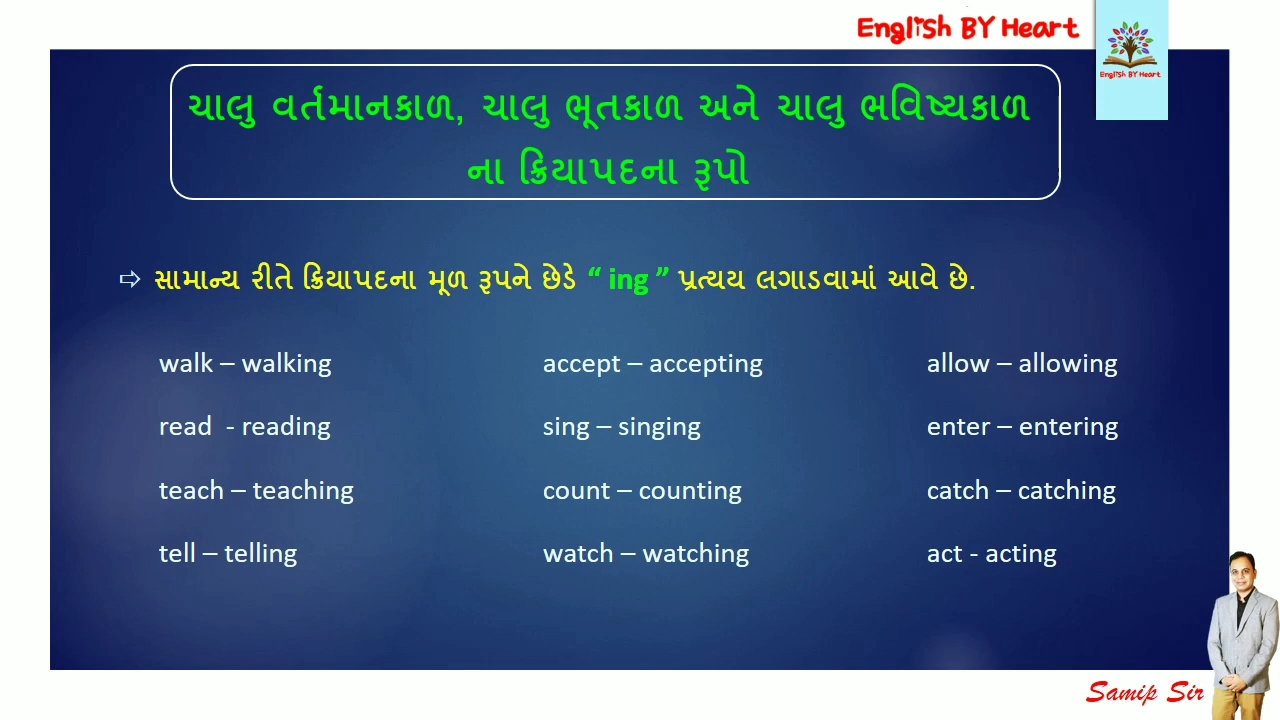 English BY Heart
English BY Heart
ચાલુ વર્તમાનકાળ, ચાલુ ભૂતકાળ અને ચાલુ ભવિષ્યકાળ
ના ક્રિયાપદના રૂપો
⇨ સામાન્ય રીતે ક્રિયાપદના મૂળ રૂપને છેડે “ ing ” પ્રત્યય લગાડવામાં આવે છે.
walk – walking accept – accepting allow – allowing
read - reading sing – singing enter – entering
teach – teaching count – counting catch – catching
tell – telling watch – watching act - acting
Samip Sir